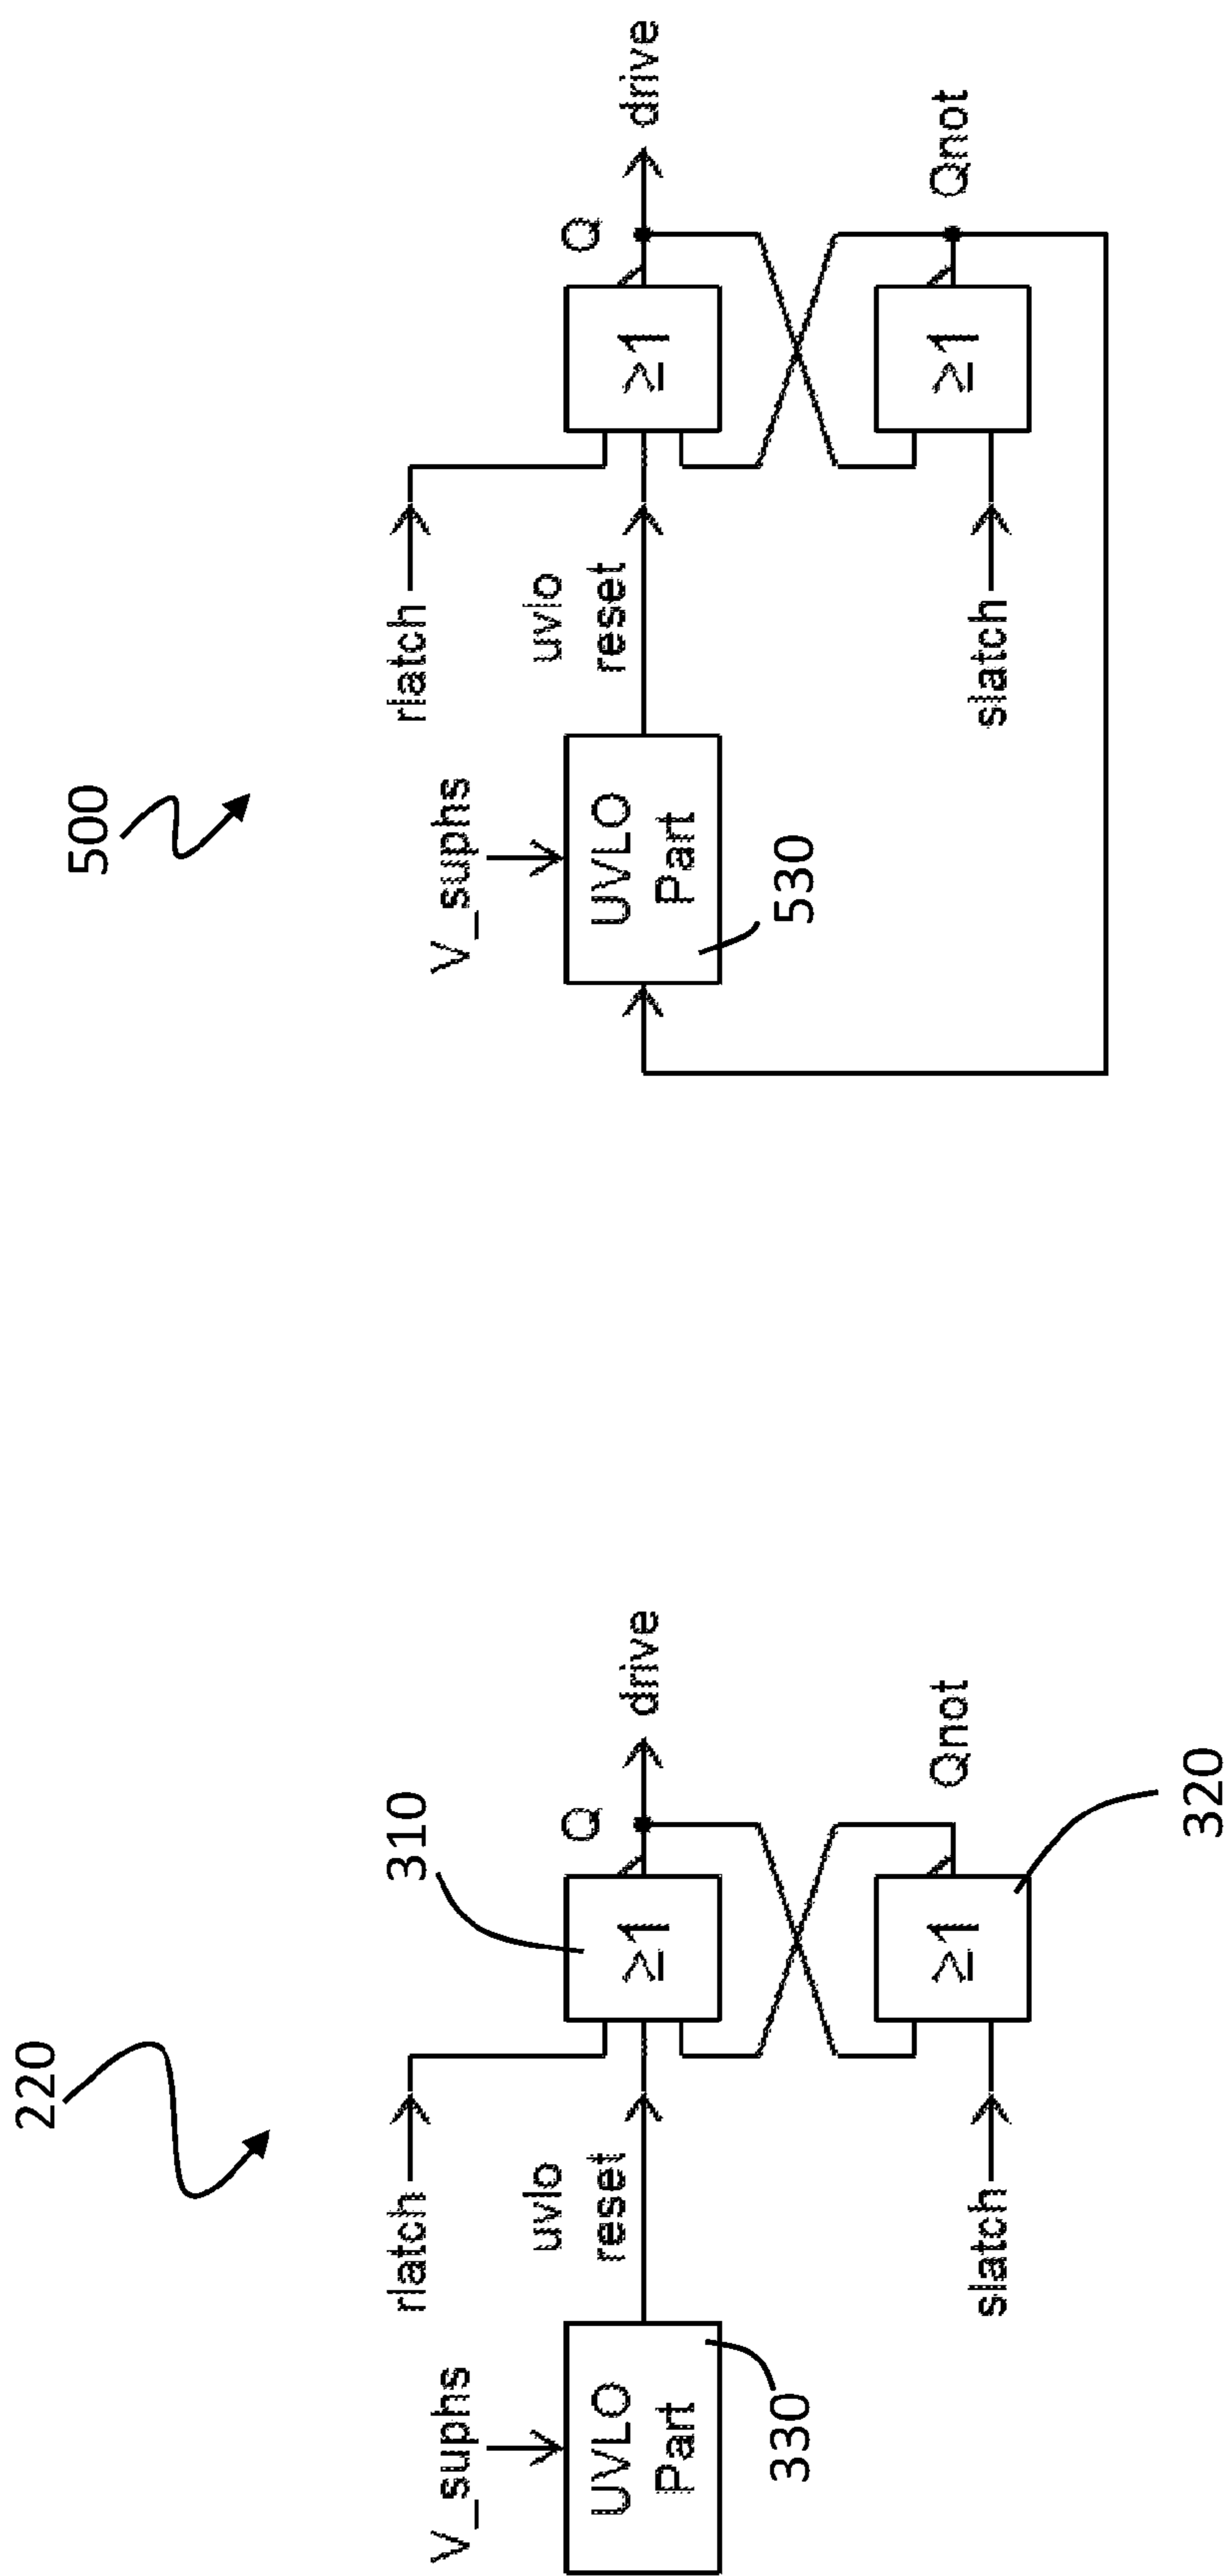 220
V_suphs
UVLO
Part
330
rlatch
uvlo
reset
slatch
310
≥1
≥1
320
Q
drive
Qnot
500
V_suphs
UVLO
Part
530
rlatch
uvlo
reset
slatch
≥1
≥1
Q
drive
Qnot